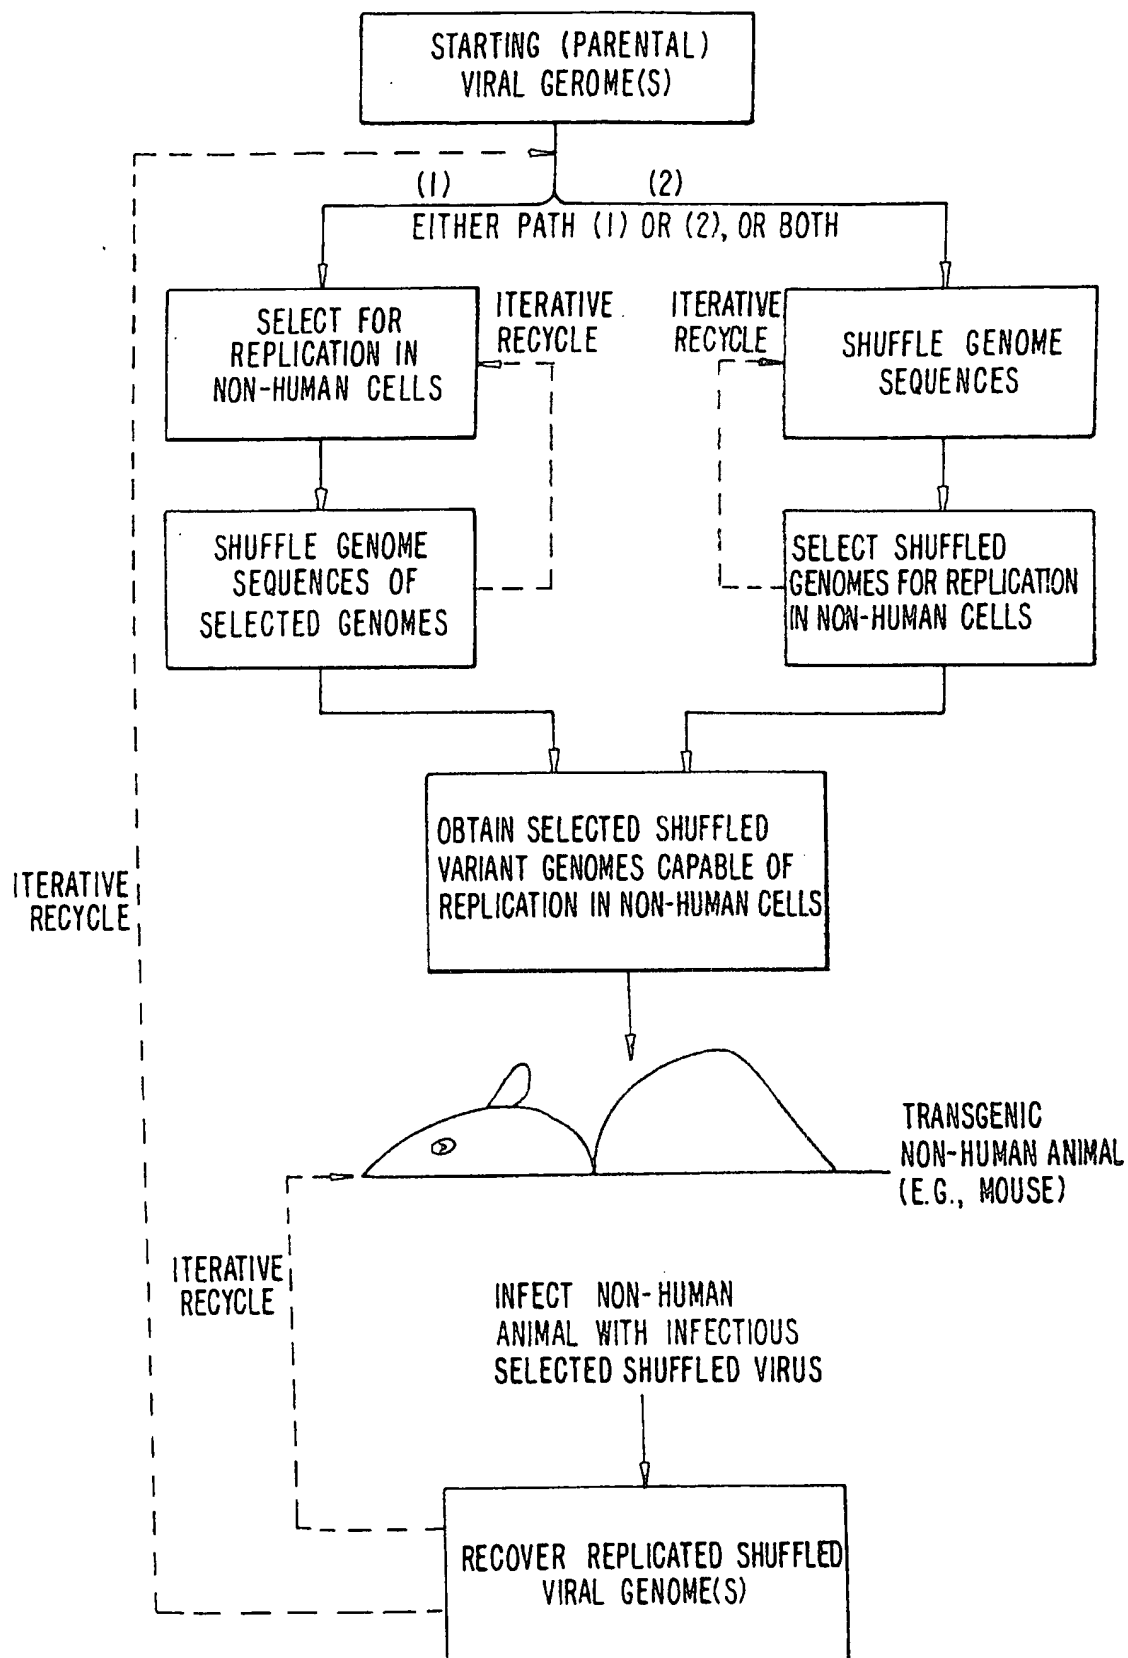 STARTING (PARENTAL)
VIRAL GEROME(S)
(1)
(2)
EITHER PATH (1) OR (2), OR BOTH
SELECT FOR
REPLICATION IN
NON-HUMAN CELLS
ITERATIVE
RECYCLE
ITERATIVE
RECYCLE
SHUFFLE GENOME
SEQUENCES
SHUFFLE GENOME
SEQUENCES OF
SELECTED GENOMES
SELECT SHUFFLED
GENOMES FOR REPLICATION
IN NON-HUMAN CELLS
OBTAIN SELECTED SHUFFLED
VARIANT GENOMES CAPABLE OF
REPLICATION IN NON-HUMAN CELLS
ITERATIVE
RECYCLE
TRANSGENIC
NON-HUMAN ANIMAL
(E.G., MOUSE)
ITERATIVE
RECYCLE
INFECT NON-HUMAN
ANIMAL WITH INFECTIOUS
SELECTED SHUFFLED VIRUS
RECOVER REPLICATED SHUFFLED
VIRAL GENOME(S)